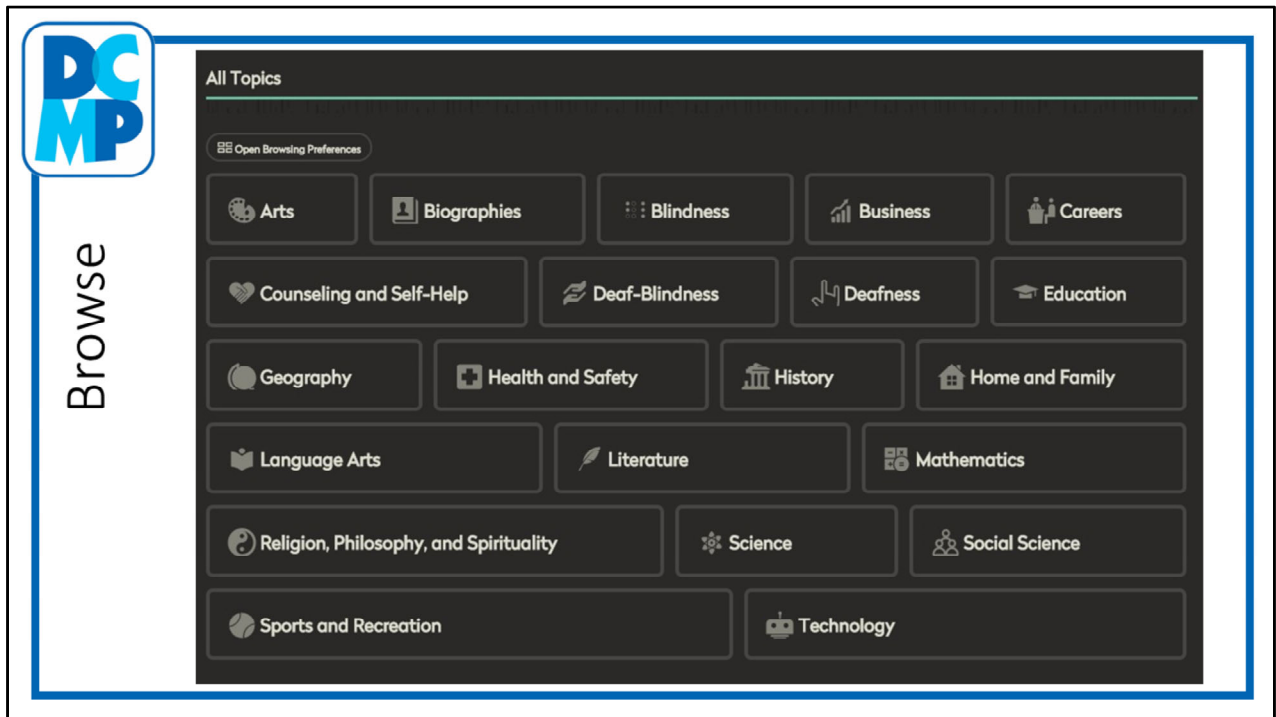 DC
MP
Browse
All Topics
Open Browsing Preferences
Arts
Biographies
Blindness
Business
Careers
Counseling and Self-Help
Deaf-Blindness
Deafness
Education
Geography
Health and Safety
History
Home and Family
Language Arts
Literature
Mathematics
Religion, Philosophy, and Spirituality
Science
Social Science
Sports and Recreation
Technology